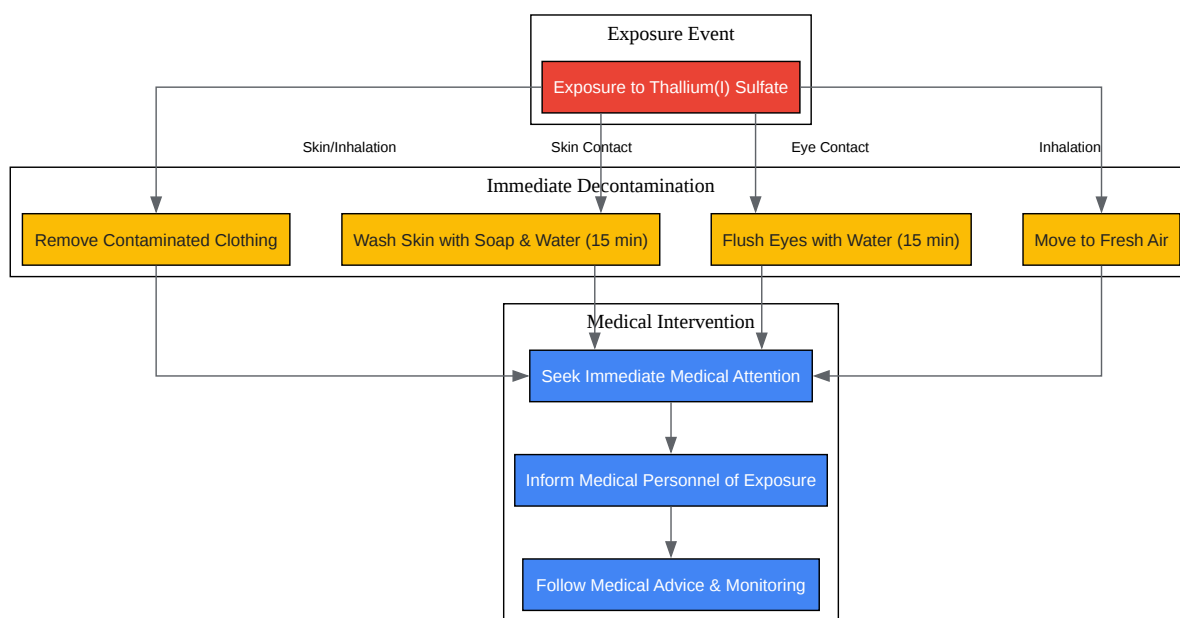 Exposure Event
Exposure to Thallium(I) Sulfate
Skin/Inhalation
Skin Contact
Eye Contact
Inhalation
Immediate Decontamination
Remove Contaminated Clothing
Wash Skin with Soap & Water (15 min)
Flush Eyes with Water (15 min)
Move to Fresh Air
Medical Intervention
Seek Immediate Medical Attention
Inform Medical Personnel of Exposure
Follow Medical Advice & Monitoring